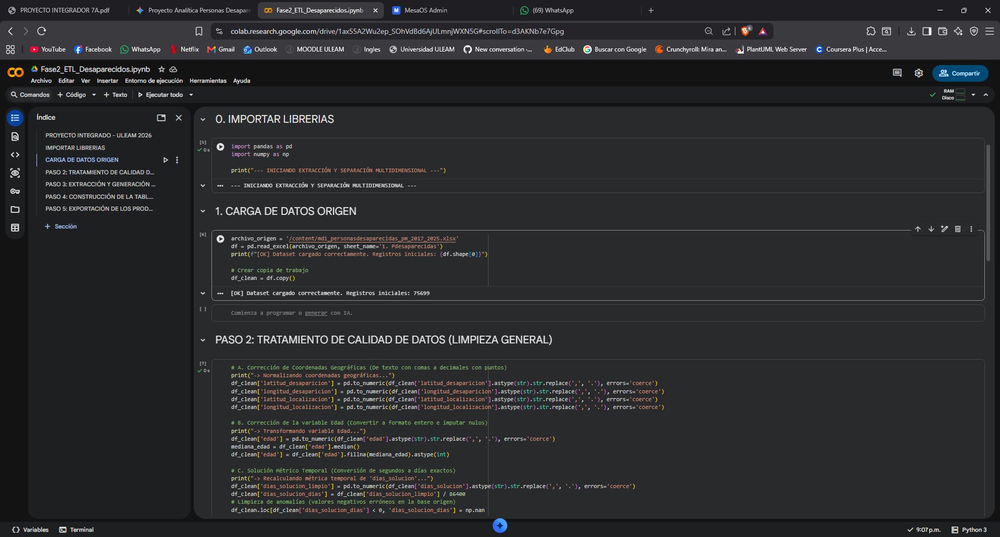 PROYECTO INTEGRADOR 7A.pdf
Proyecto Analítica Personas Desapare
Fase2_ETL_Desaparecidos.ipynb
MesaOS Admin
(69) WhatsApp
colab.research.google.com/drive/1ax55A2Wu2ep_SOhVdBd6AjULmnjWXN5G#scrollTo=d3AKNb7e7Gpg
6
YouTube
Facebook
WhatsApp
Netflix
Gmail
Outlook
MOODLE ULEAM
Ingles
Universidad ULEAM
New conversation ·...
EdClub
Buscar con Google
Crunchyroll: Mira an...
PlantUML Web Server
Coursera Plus | Acce...
Fase2_ETL_Desaparecidos.ipynb
Archivo Editar Ver Insertar Entorno de ejecución Herramientas Ayuda
Compartir
Comandos + Código + Texto Ejecutar todo
RAM
Disco
Índice
PROYECTO INTEGRADO - ULEAM 2026
IMPORTAR LIBRERIAS
CARGA DE DATOS ORIGEN
PASO 2: TRATAMIENTO DE CALIDAD D...
PASO 3: EXTRACCIÓN Y GENERACIÓN ...
PASO 4: CONSTRUCCIÓN DE LA TABL...
PASO 5: EXPORTACIÓN DE LOS PROD...
+ Sección
0. IMPORTAR LIBRERIAS
[5]
0 s
import pandas as pd
import numpy as np
print("--- INICIANDO EXTRACCIÓN Y SEPARACIÓN MULTIDIMENSIONAL ---")
--- INICIANDO EXTRACCIÓN Y SEPARACIÓN MULTIDIMENSIONAL ---
1. CARGA DE DATOS ORIGEN
[6]
archivo_origen = '/content/mdi_personasdesaparecidas_pm_2017_2025.xlsx'
df = pd.read_excel(archivo_origen, sheet_name='1. Pdesaparecidas')
print(f"[OK] Dataset cargado correctamente. Registros iniciales: {df.shape[0]}")
# Crear copia de trabajo
df_clean = df.copy()
[OK] Dataset cargado correctamente. Registros iniciales: 75699
[ ]
Comienza a programar o generar con IA.
PASO 2: TRATAMIENTO DE CALIDAD DE DATOS (LIMPIEZA GENERAL)
[7]
0 s
# A. Corrección de Coordenadas Geográficas (De texto con comas a decimales con puntos)
print("-> Normalizando coordenadas geográficas...")
df_clean['latitud_desaparicion'] = pd.to_numeric(df_clean['latitud_desaparicion'].astype(str).str.replace(',', '.'), errors='coerce')
df_clean['longitud_desaparicion'] = pd.to_numeric(df_clean['longitud_desaparicion'].astype(str).str.replace(',', '.'), errors='coerce')
df_clean['latitud_localizacion'] = pd.to_numeric(df_clean['latitud_localizacion'].astype(str).str.replace(',', '.'), errors='coerce')
df_clean['longitud_localizacion'] = pd.to_numeric(df_clean['longitud_localizacion'].astype(str).str.replace(',', '.'), errors='coerce')
# B. Corrección de la variable Edad (Convertir a formato entero e imputar nulos)
print("-> Transformando variable Edad...")
df_clean['edad'] = pd.to_numeric(df_clean['edad'].astype(str).str.replace(',', '.'), errors='coerce')
mediana_edad = df_clean['edad'].median()
df_clean['edad'] = df_clean['edad'].fillna(mediana_edad).astype(int)
# C. Solución Métrico Temporal (Conversión de segundos a días exactos)
print("-> Recalculando métrica temporal de 'dias_solucion'...")
df_clean['dias_solucion_limpio'] = pd.to_numeric(df_clean['dias_solucion'].astype(str).str.replace(',', '.'), errors='coerce')
df_clean['dias_solucion_dias'] = df_clean['dias_solucion_limpio'] / 86400
# Limpieza de anomalías (valores negativos erróneos en la base origen)
df_clean.loc[df_clean['dias_solucion_dias'] < 0, 'dias_solucion_dias'] = np.nan
Variables
Terminal
9:07 p.m.
Python 3